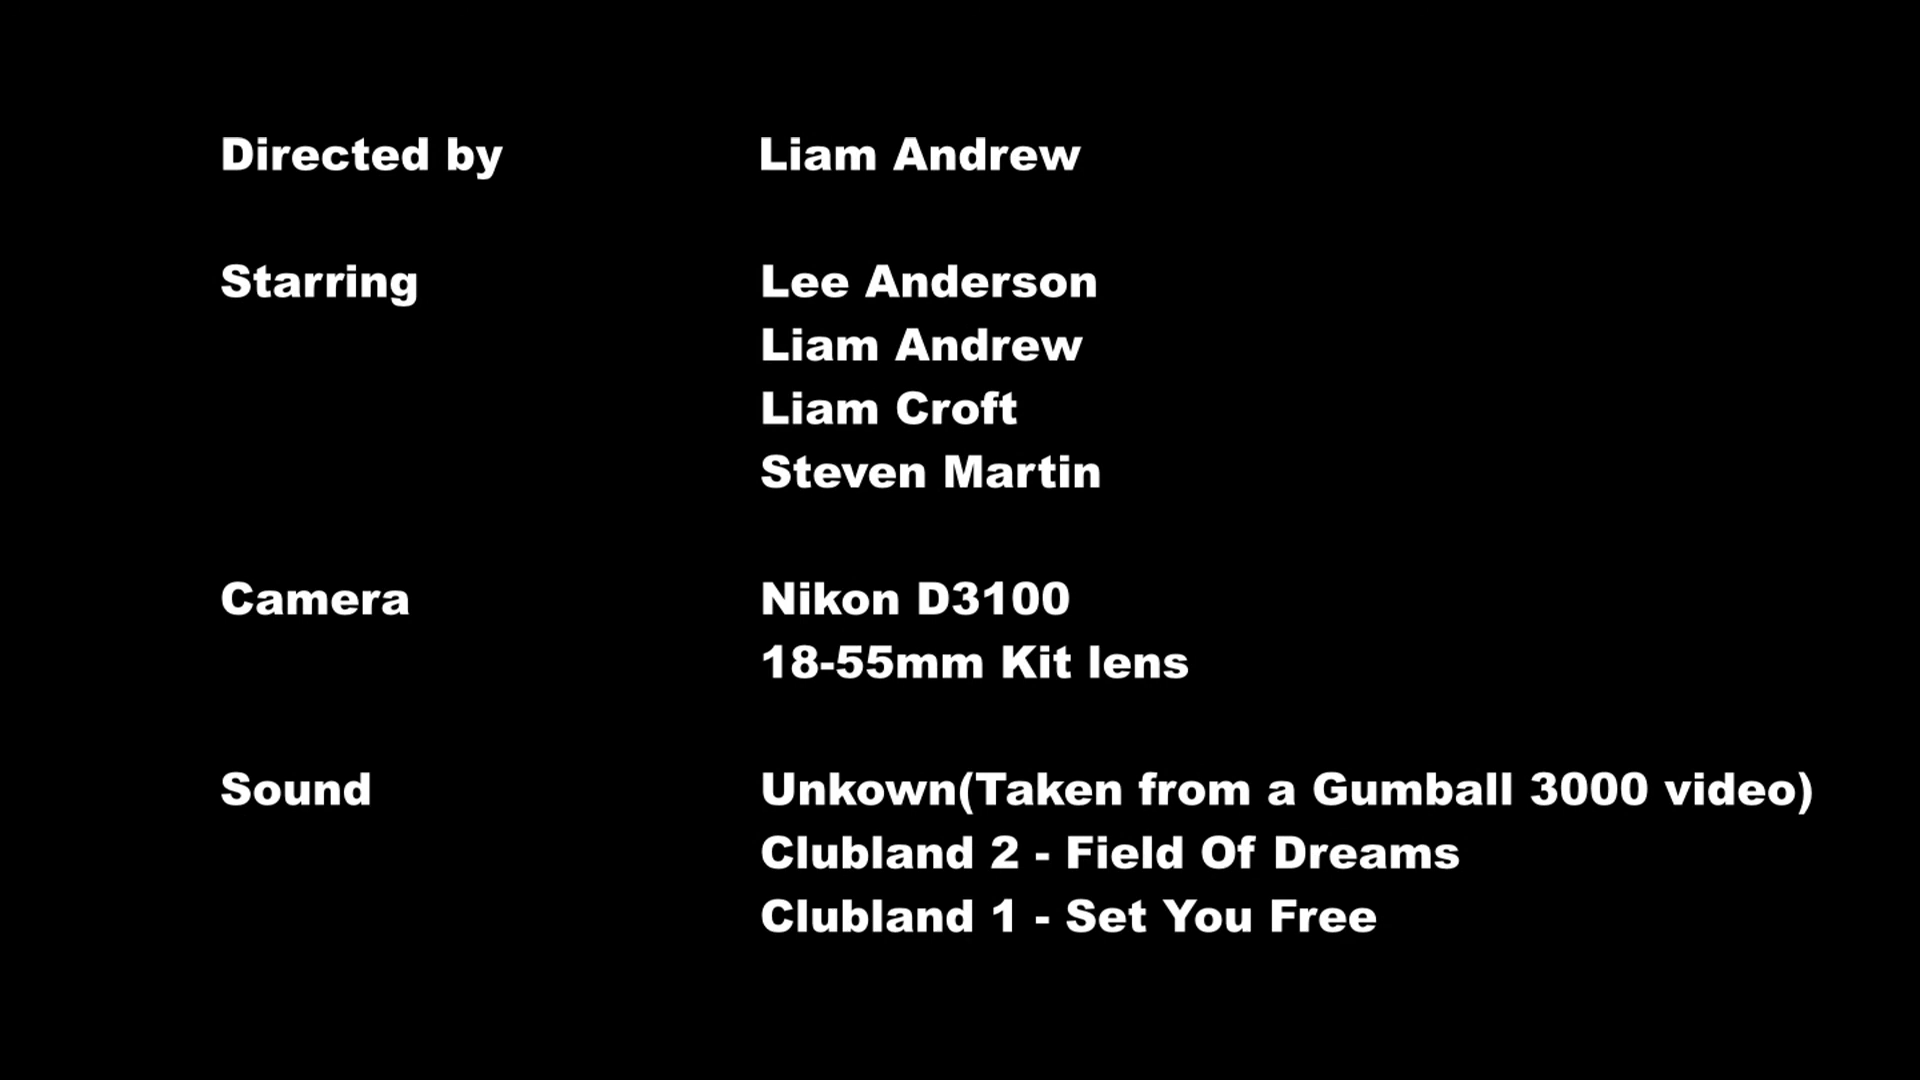 Directed by Liam Andrew
Starring Lee Anderson
Liam Andrew
Liam Croft
Steven Martin
Camera Nikon D3100
18-55mm Kit lens
Sound Unkown(Taken from a Gumball 3000 video)
Clubland 2 - Field Of Dreams
Clubland 1 - Set You Free